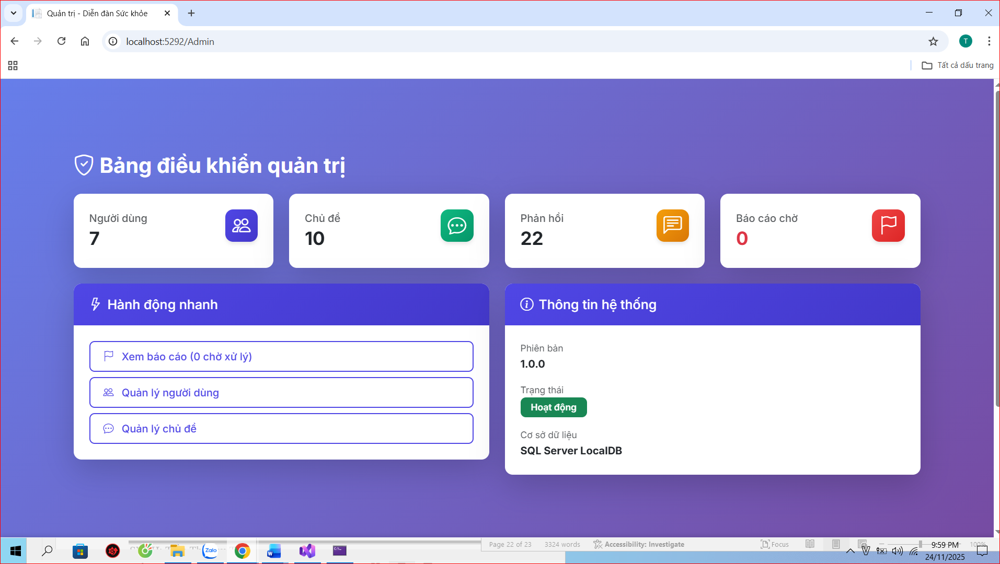 Quản trị - Diễn đàn Sức khỏe
localhost:5292/Admin
T
Tất cả dấu trang
Bảng điều khiển quản trị
Người dùng
7
Chủ đề
10
Phản hồi
22
Báo cáo chờ
0
Hành động nhanh
Xem báo cáo (0 chờ xử lý)
Quản lý người dùng
Quản lý chủ đề
Thông tin hệ thống
Phiên bản
1.0.0
Trạng thái
Hoạt động
Cơ sở dữ liệu
SQL Server LocalDB
Zalo
Page 22 of 23
3324 words
Accessibility: Investigate
Focus
100%
9:59 PM
24/11/2025